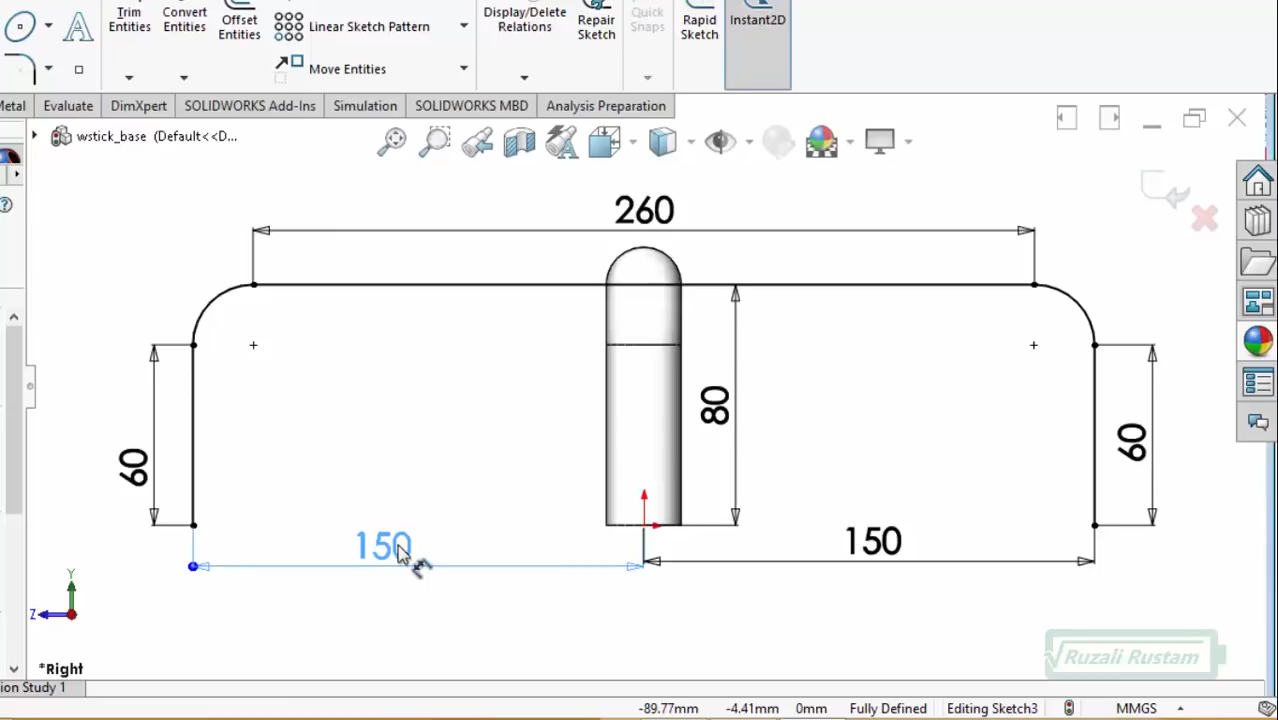 Trim
Entities
Convert
Entities
Offset
Entities
Linear Sketch Pattern
Move Entities
Display/Delete
Relations
Repair
Sketch
Quick
Snaps
Rapid
Sketch
Instant2D
Metal
Evaluate
DimXpert
SOLIDWORKS Add-Ins
Simulation
SOLIDWORKS MBD
Analysis Preparation
wstick_base (Default<<D...
260
80
60
60
150
150
Y
Z
*Right
Ruzali Rustam
ion Study 1
-89.77mm
-4.41mm
0mm
Fully Defined
Editing Sketch3
MMGS